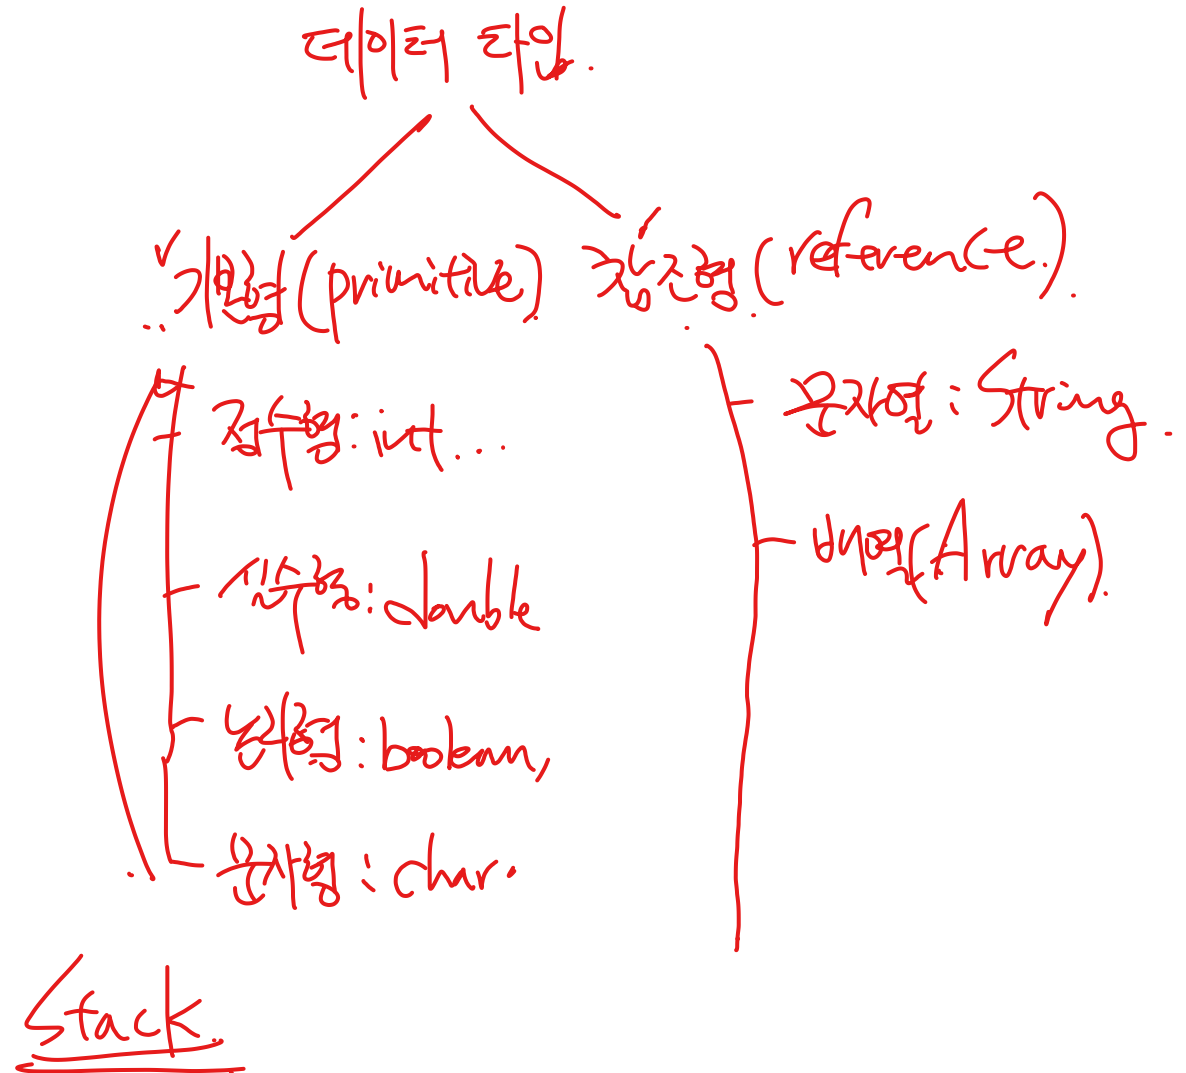 데이터 타입.
기본형(primitive) 참조형(reference).
정수형: int...
문자열: String.
배열(Array).
실수형: double
논리형: boolean,
문자형: char.
Stack.